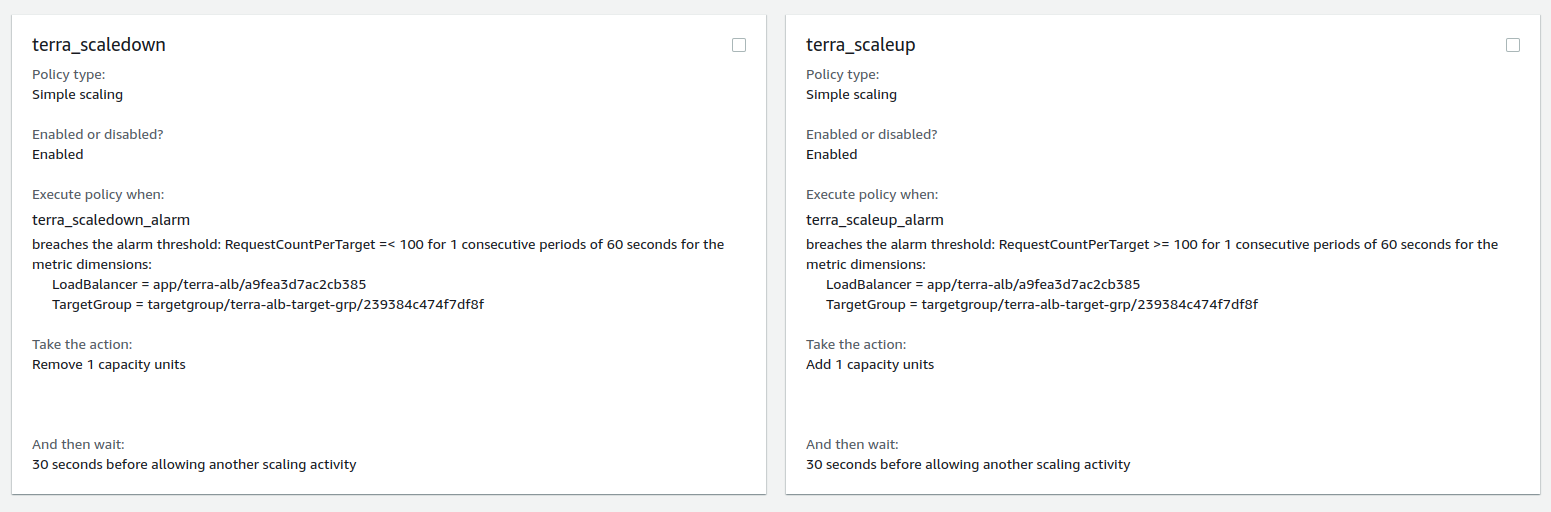 terra_scaledown
Policy type:
Simple scaling
Enabled or disabled?
Enabled
Execute policy when:
terra_scaledown_alarm
breaches the alarm threshold: RequestCountPerTarget =< 100 for 1 consecutive periods of 60 seconds for the
metric dimensions:
LoadBalancer = app/terra-alb/a9fea3d7ac2cb385
TargetGroup = targetgroup/terra-alb-target-grp/239384c474f7df8f
Take the action:
Remove 1 capacity units
And then wait:
30 seconds before allowing another scaling activity
terra_scaleup
Policy type:
Simple scaling
Enabled or disabled?
Enabled
Execute policy when:
terra_scaleup_alarm
breaches the alarm threshold: RequestCountPerTarget >= 100 for 1 consecutive periods of 60 seconds for the
metric dimensions:
LoadBalancer = app/terra-alb/a9fea3d7ac2cb385
TargetGroup = targetgroup/terra-alb-target-grp/239384c474f7df8f
Take the action:
Add 1 capacity units
And then wait:
30 seconds before allowing another scaling activity